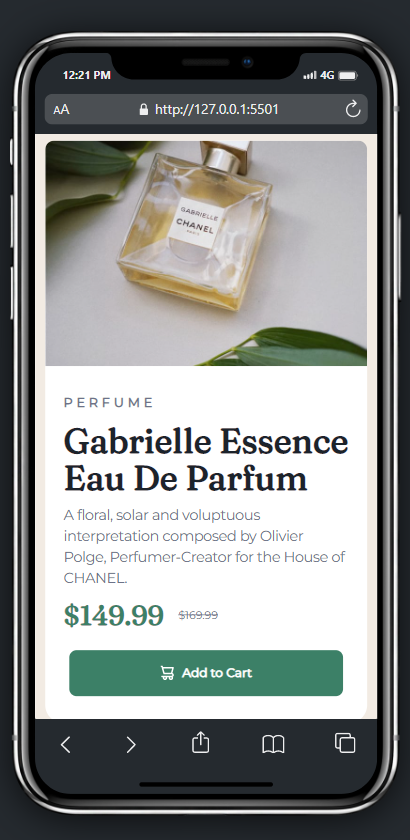 12:21 PM
4G
AA
http://127.0.0.1:5501
GABRIELLE
CHANEL
PARIS
PERFUME
Gabrielle Essence
Eau De Parfum
A floral, solar and voluptuous
interpretation composed by Olivier
Polge, Perfumer-Creator for the House of
CHANEL.
$149.99 $169.99
Add to Cart